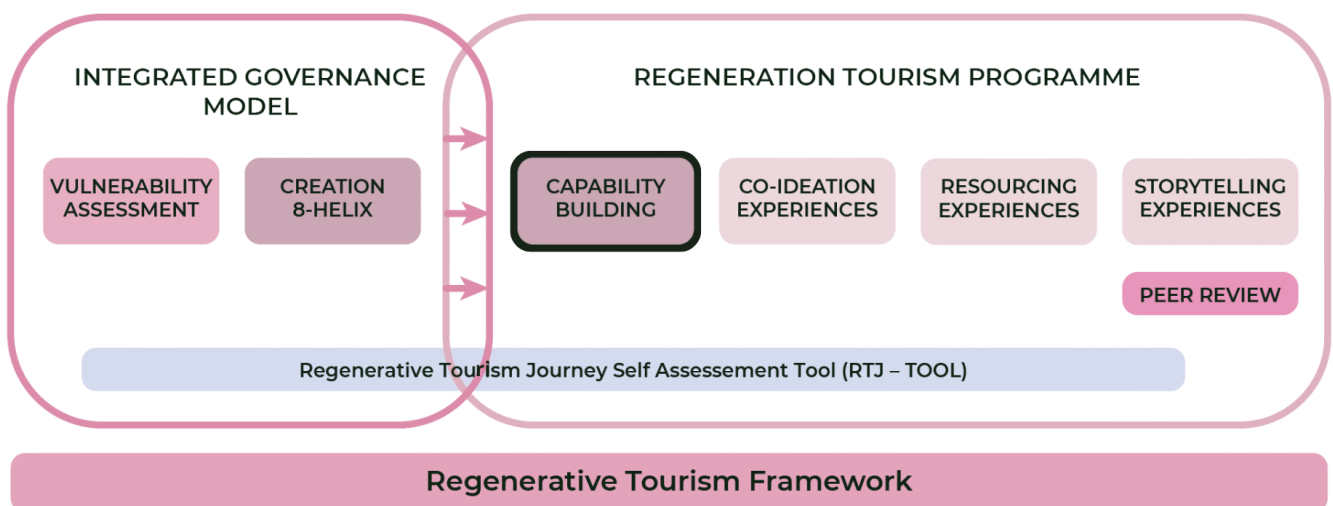 INTEGRATED GOVERNANCE
MODEL
REGENERATION TOURISM PROGRAMME
VULNERABILITY
ASSESSMENT
CREATION
8-HELIX
CAPABILITY
BUILDING
CO-IDEATION
EXPERIENCES
RESOURCING
EXPERIENCES
STORYTELLING
EXPERIENCES
PEER REVIEW
Regenerative Tourism Journey Self Assessement Tool (RTJ – TOOL)
Regenerative Tourism Framework